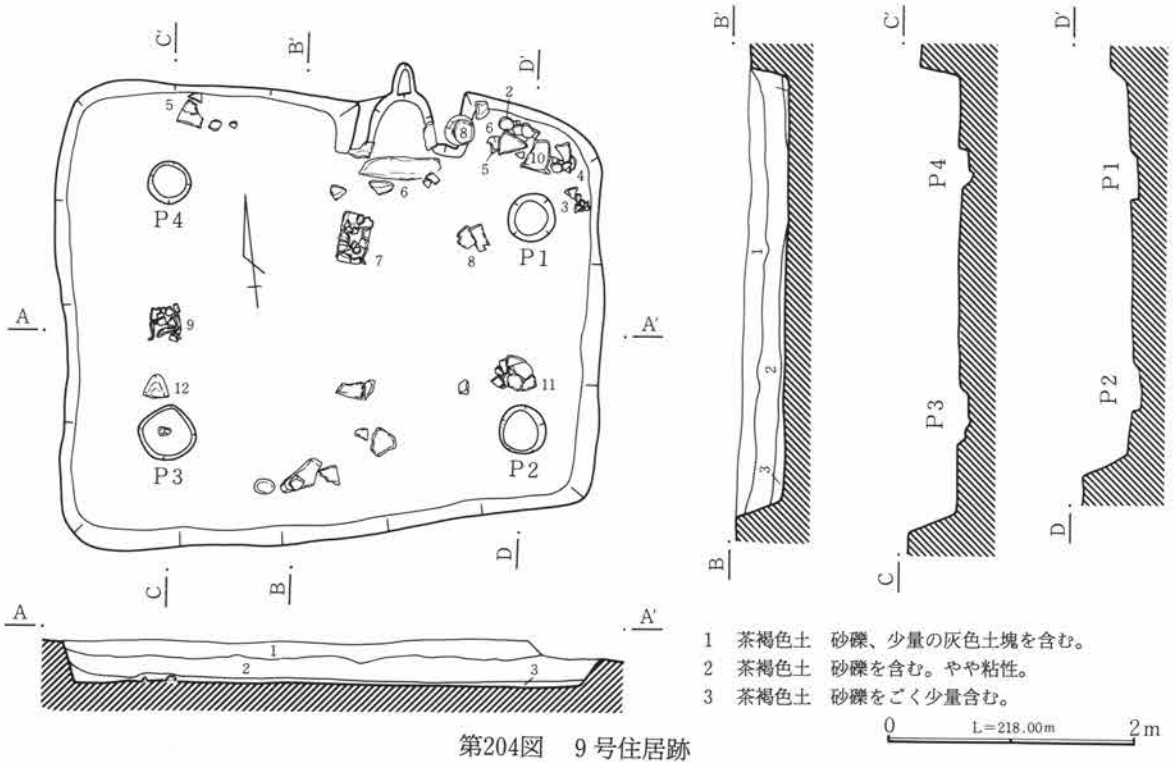 C'
B'
D'
2
5
6
8
10
5
4
6
3
P4
P1
7
8
A
A'
9
12
11
P3
P2
C
B
D
A
A'
1
2
3
B'
1
2
3
B
C'
P4
P3
C
D'
P1
P2
D
1 茶褐色土 砂礫、少量の灰色土塊を含む。
2 茶褐色土 砂礫を含む。やや粘性。
3 茶褐色土 砂礫をごく少量含む。
0 L=218.00m 2m
第204図 9号住居跡